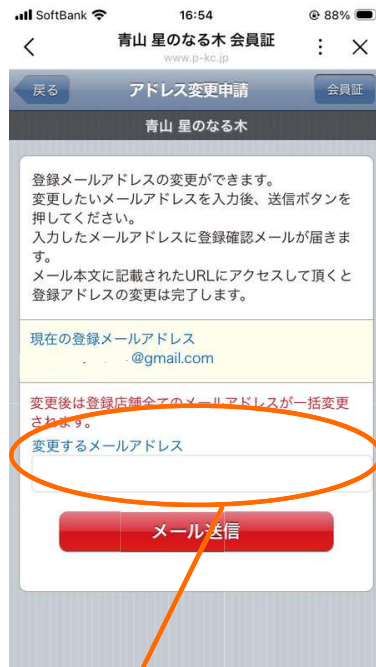 SoftBank 16:54 88%
青山 星のなる木 会員証
www.p-kc.jp
戻る アドレス変更申請 会員証
青山 星のなる木
登録メールアドレスの変更ができます。
変更したいメールアドレスを入力後、送信ボタンを
押してください。
入力したメールアドレスに登録確認メールが届きま
す。
メール本文に記載されたURLにアクセスして頂くと
登録アドレスの変更は完了します。
現在の登録メールアドレス
@gmail.com
変更後は登録店舗全てのメールアドレスが一括変更
されます。
変更するメールアドレス
メール送信